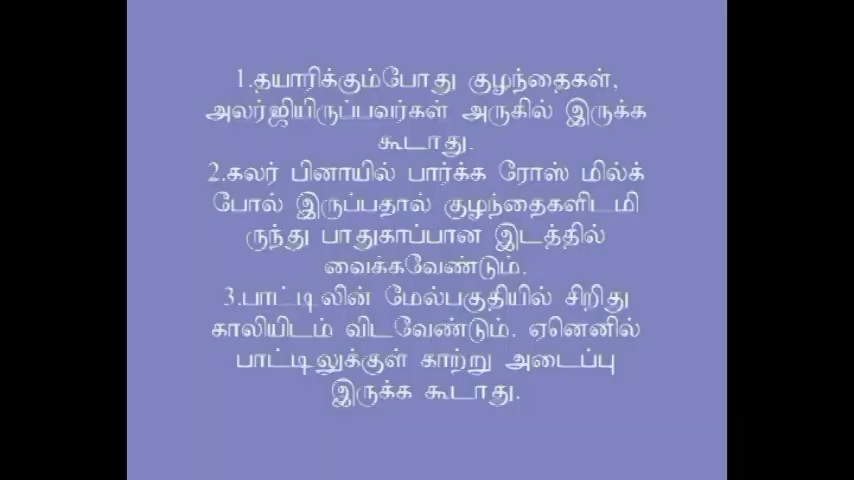 1.தயாரிக்கும்போது குழந்தைகள்,
அலர்ஜியிருப்பவர்கள் அருகில் இருக்க
கூடாது.
2.கலர் பினாயில் பார்க்க ரோஸ் மில்க்
போல் இருப்பதால் குழந்தைகளிடமி
ருந்து பாதுகாப்பான இடத்தில்
வைக்கவேண்டும்.
3.பாட்டிலின் மேல்பகுதியில் சிறிது
காலியிடம் விடவேண்டும். ஏனெனில்
பாட்டிலுக்குள் காற்று அடைப்பு
இருக்க கூடாது.